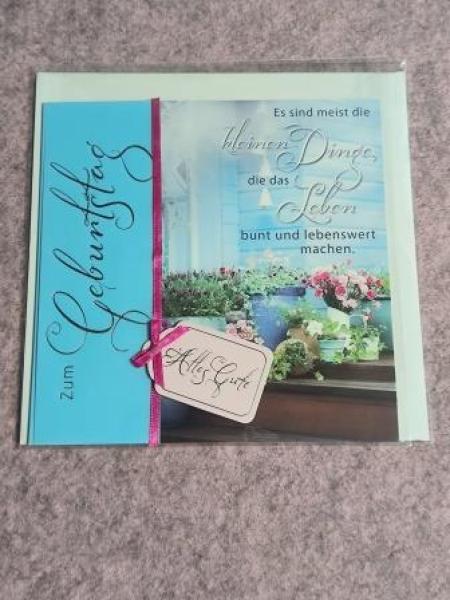 Zum Geburtstag
Es sind meist die
kleinen Dinge,
die das Leben
bunt und lebenswert
machen.
Alles Gute